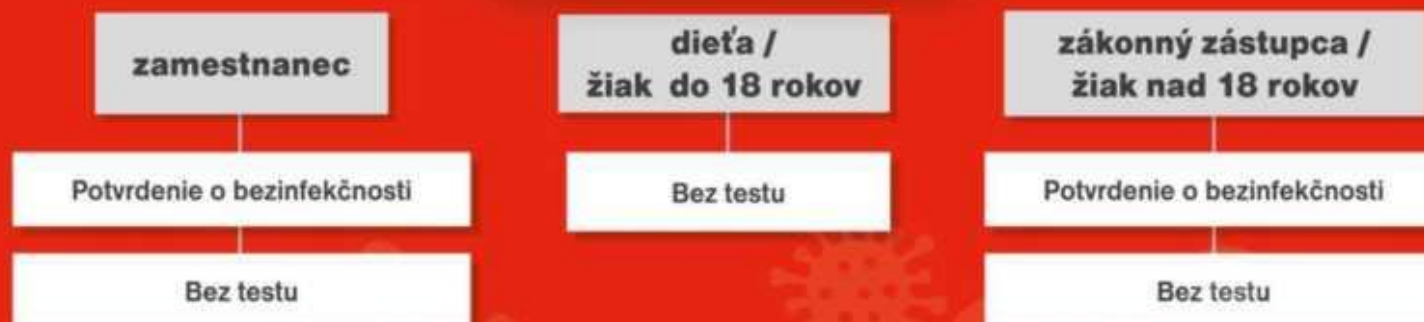 zamestnanec
dieťa /
žiak do 18 rokov
zákonný zástupca /
žiak nad 18 rokov
Potvrdenie o bezinfekčnosti
Bez testu
Potvrdenie o bezinfekčnosti
Bez testu
Bez testu